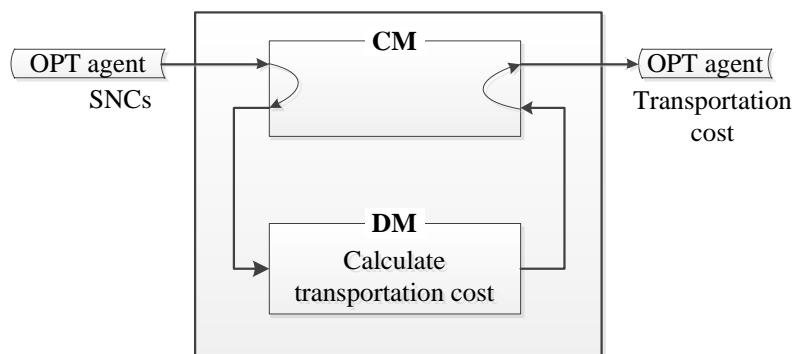 CM
OPT agent
SNCs
OPT agent
Transportation
cost
DM
Calculate
transportation cost